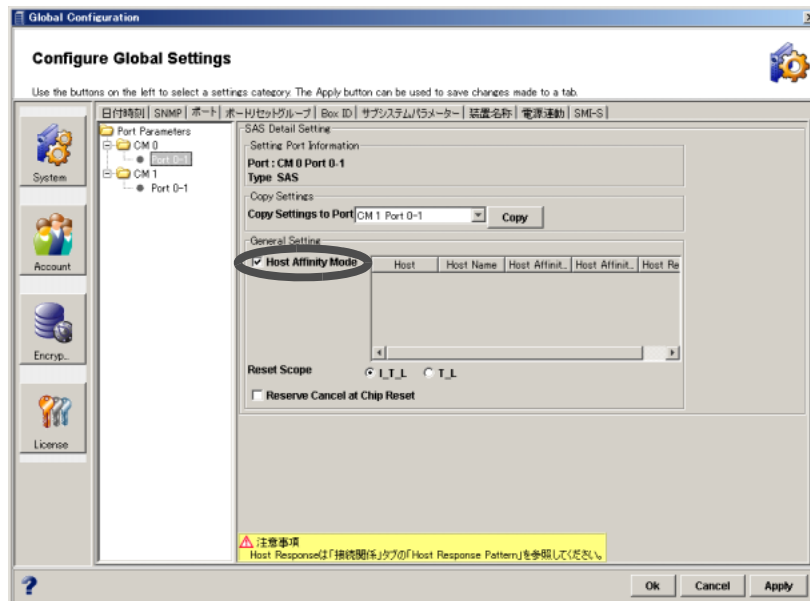 Global Configuration
Configure Global Settings
Use the buttons on the left to select a settings category. The Apply button can be used to save changes made to a tab.
日付時刻 SNMP ポート ポートリセットグループ Box ID サブシステムパラメーター 装置名称 電源連動 SMI-S
System
Account
Encryp...
License
Port Parameters
CM 0
Port 0-1
CM 1
Port 0-1
SAS Detail Setting
Setting Port Information
Port : CM 0 Port 0-1
Type SAS
Copy Settings
Copy Settings to Port CM 1 Port 0-1 Copy
General Setting
Host Affinity Mode
Host Host Name Host Affinit... Host Affinit... Host Re
Reset Scope I_T_L T_L
Reserve Cancel at Chip Reset
注意事項
Host Responseは「接続関係」タブの「Host Response Pattern」を参照してください。
? Ok Cancel Apply